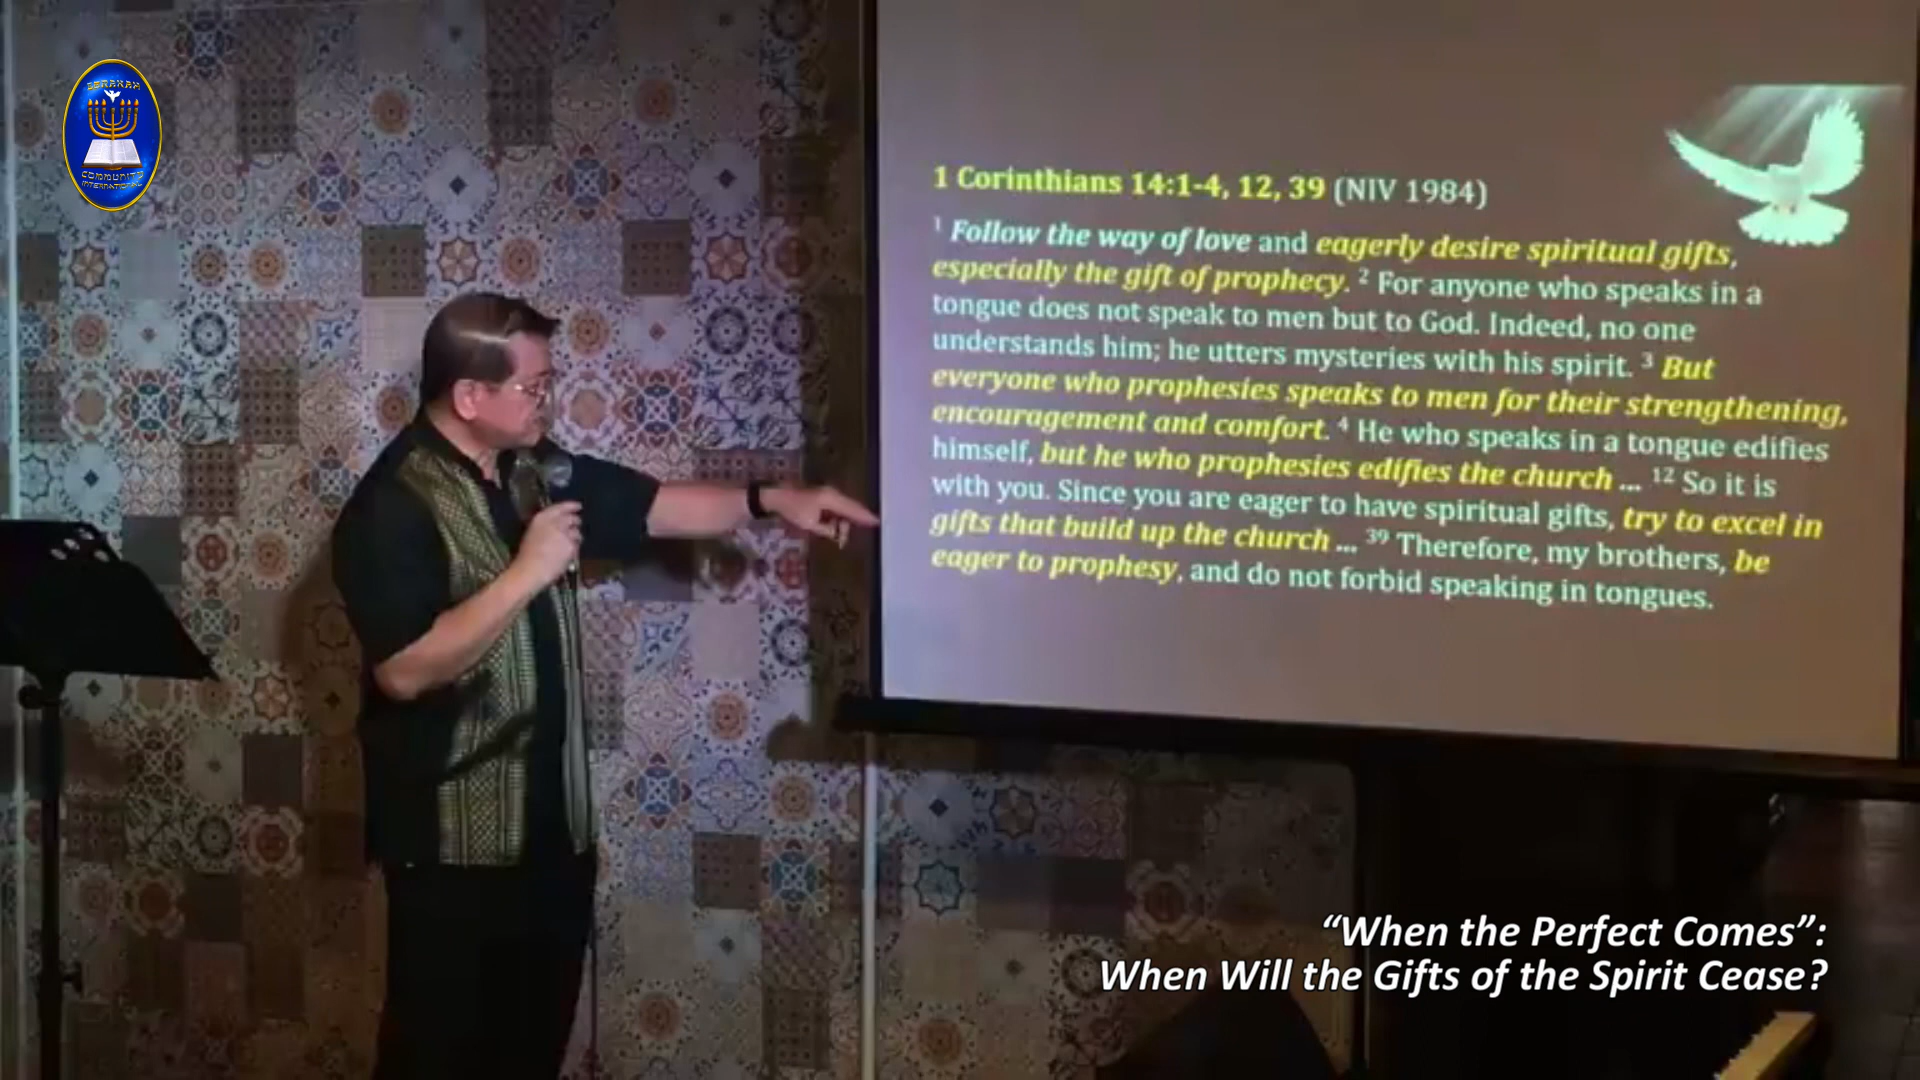 BERAKAH
COMMUNITY
INTERNATIONAL
1 Corinthians 14:1-4, 12, 39 (NIV 1984)
1 Follow the way of love and eagerly desire spiritual gifts,
especially the gift of prophecy. 2 For anyone who speaks in a
tongue does not speak to men but to God. Indeed, no one
understands him; he utters mysteries with his spirit. 3 But
everyone who prophesies speaks to men for their strengthening,
encouragement and comfort. 4 He who speaks in a tongue edifies
himself, but he who prophesies edifies the church ... 12 So it is
with you. Since you are eager to have spiritual gifts, try to excel in
gifts that build up the church ... 39 Therefore, my brothers, be
eager to prophesy, and do not forbid speaking in tongues.
“When the Perfect Comes”:
When Will the Gifts of the Spirit Cease?